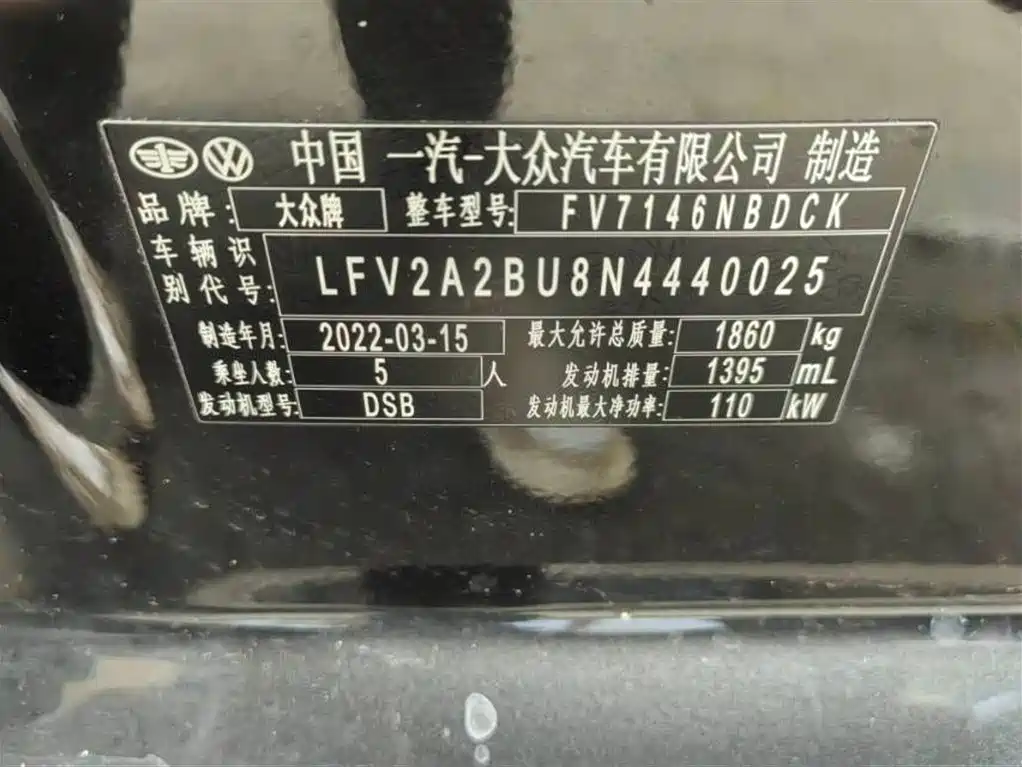 中国 一汽-大众汽车有限公司 制造
品牌: 大众牌 整车型号: FV7146NBDCK
车辆识别代号: LFV2A2BU8N4440025
制造年月: 2022-03-15 最大允许总质量: 1860 kg
乘坐人数: 5 人 发动机排量: 1395 mL
发动机型号: DSB 发动机最大净功率: 110 kW